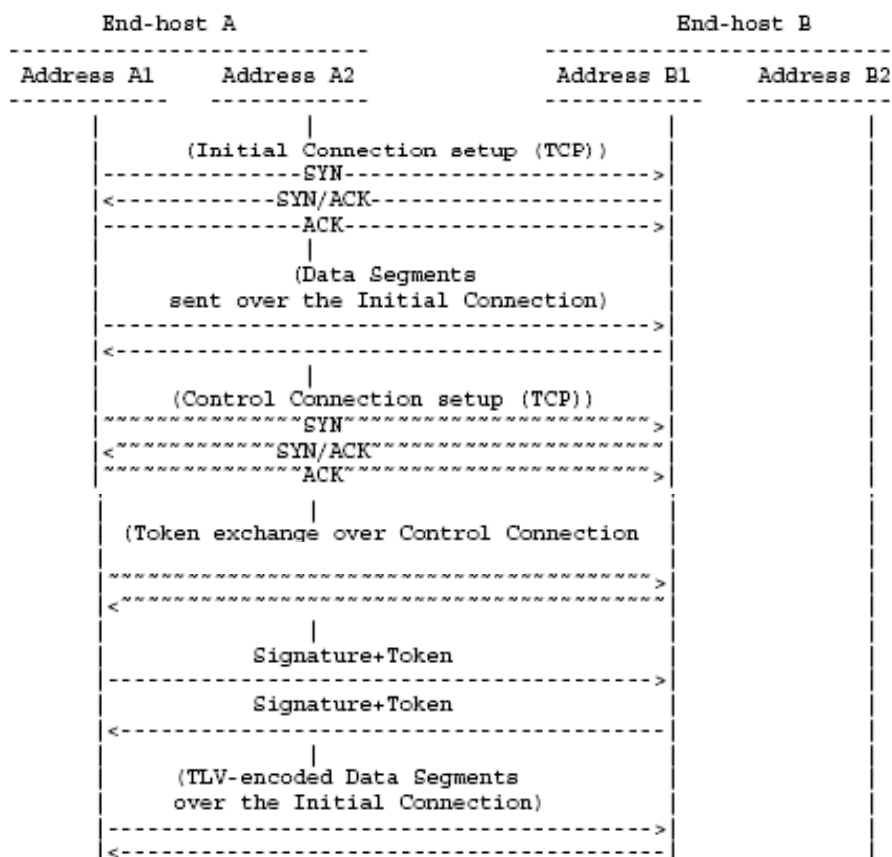 End-host A End-host B
Address A1 Address A2 Address B1 Address B2
(Initial Connection setup (TCP))
SYN
SYN/ACK
ACK
(Data Segments
sent over the Initial Connection)
(Control Connection setup (TCP))
SYN
SYN/ACK
ACK
(Token exchange over Control Connection
Signature+Token
Signature+Token
(TLV-encoded Data Segments
over the Initial Connection)